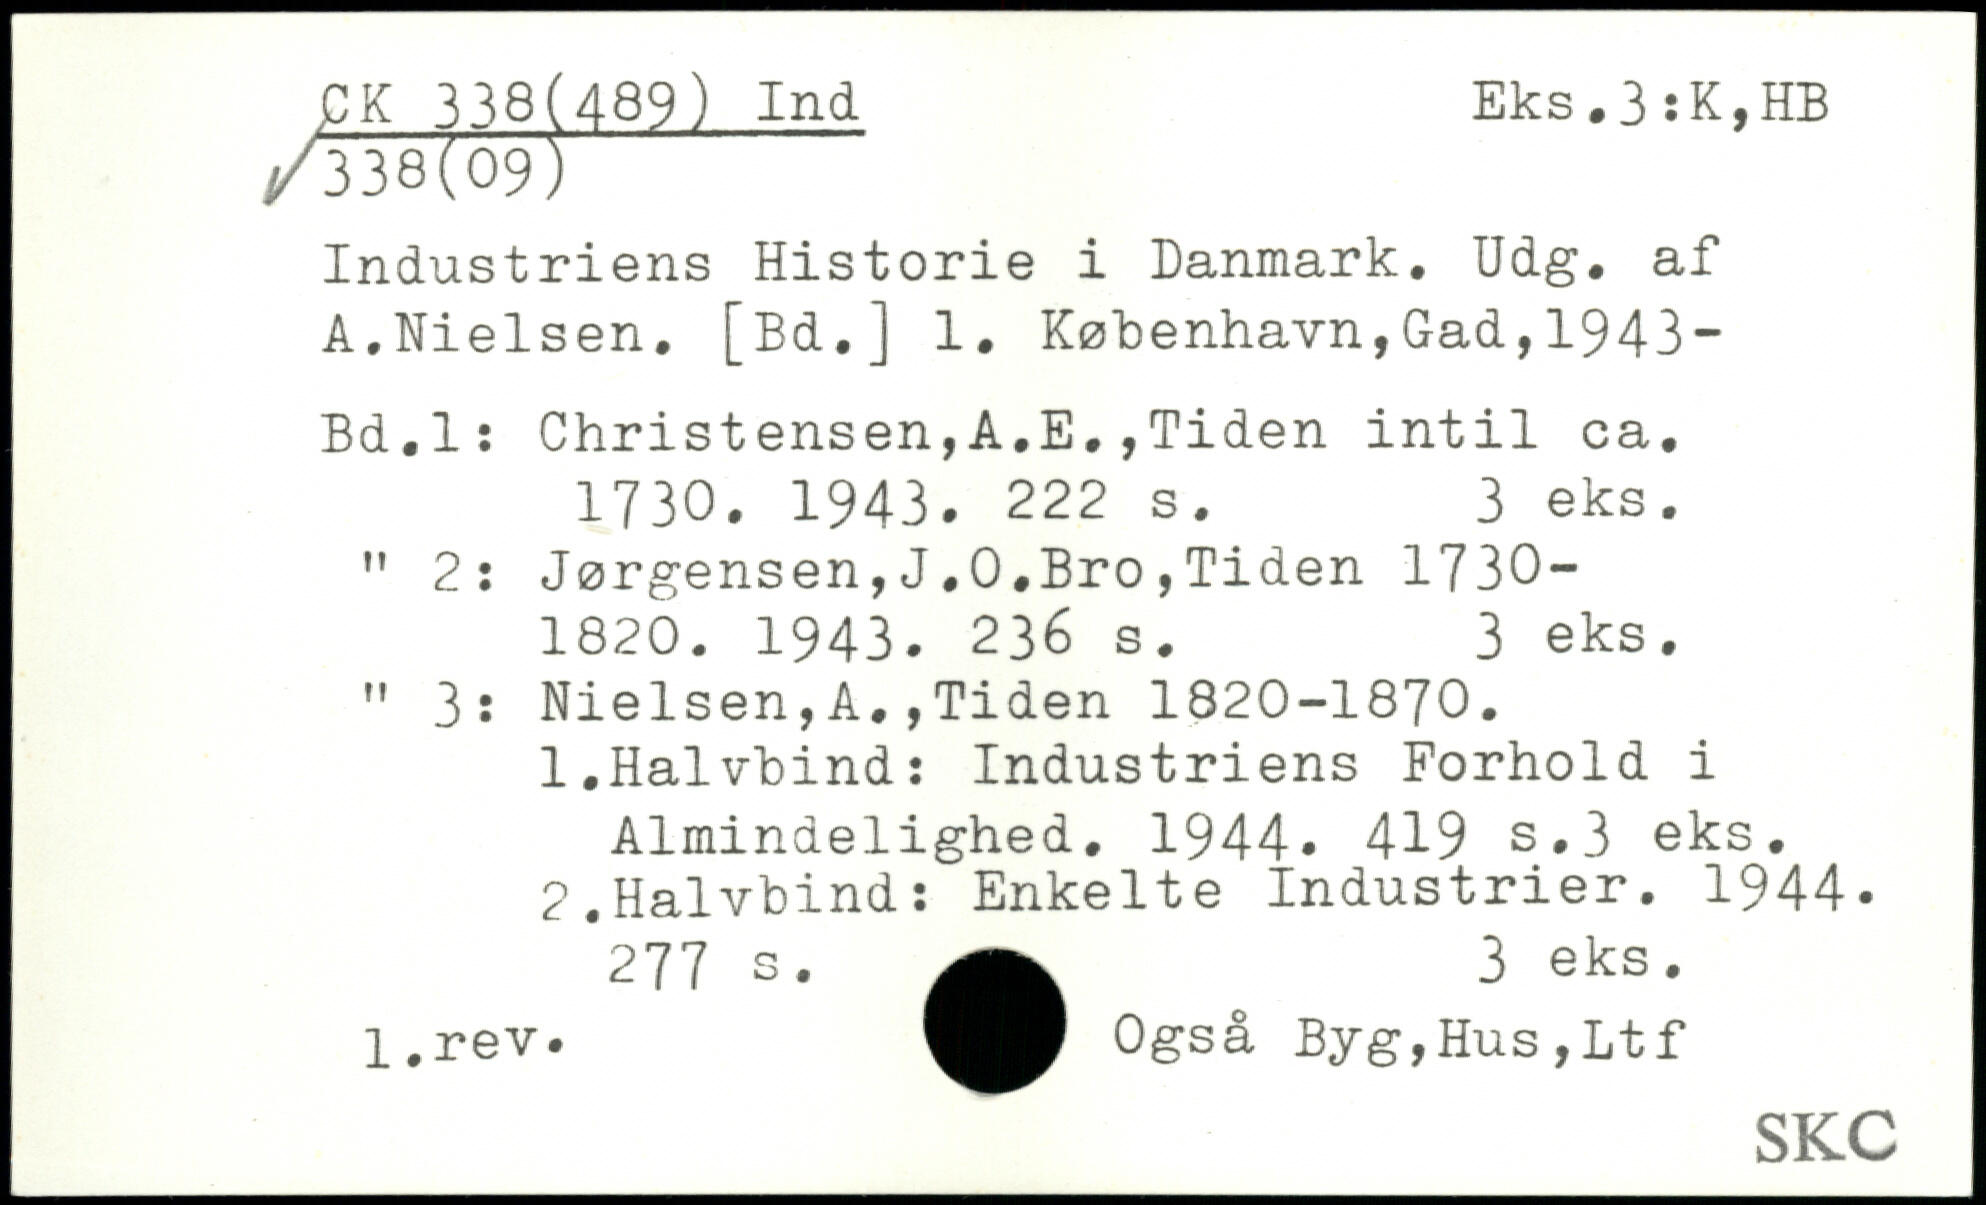 CK 338(489) Ind Eks.3:K,HB
338(09)
Industriens Historie i Danmark. Udg. af
A.Nielsen. [Bd.] 1. København,Gad,1943-
Bd.1: Christensen,A.E.,Tiden intil ca.
1730. 1943. 222 s. 3 eks.
" 2: Jørgensen,J.O.Bro,Tiden 1730-
1820. 1943. 236 s. 3 eks.
" 3: Nielsen,A.,Tiden 1820-1870.
1.Halvbind: Industriens Forhold i
Almindelighed. 1944. 419 s.3 eks.
2.Halvbind: Enkelte Industrier. 1944.
277 s. 3 eks.
1.rev. Også Byg,Hus,Ltf
SKC